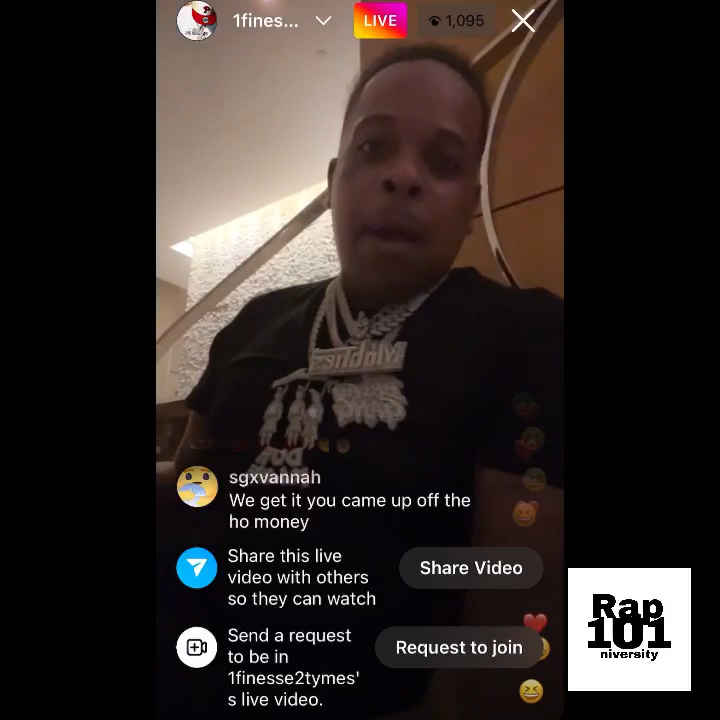 1fines...
LIVE
1,095
sgxvannah
We get it you came up off the
ho money
Share this live
video with others
so they can watch
Share Video
Send a request
to be in
1finesse2tymes'
s live video.
Request to join
Rap
101
niversity